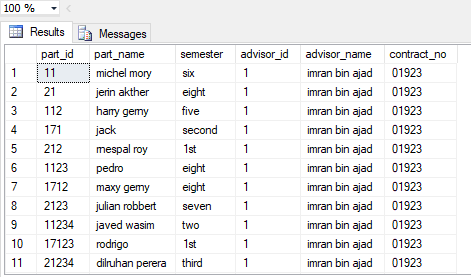 100 %
Results Messages
part_id part_name semester advisor_id advisor_name contract_no
1 11 michel mory six 1 imran bin ajad 01923
2 21 jerin akther eight 1 imran bin ajad 01923
3 112 harry gemy five 1 imran bin ajad 01923
4 171 jack second 1 imran bin ajad 01923
5 212 mespal roy 1st 1 imran bin ajad 01923
6 1123 pedro eight 1 imran bin ajad 01923
7 1712 maxy gemy eight 1 imran bin ajad 01923
8 2123 julian robbert seven 1 imran bin ajad 01923
9 11234 javed wasim two 1 imran bin ajad 01923
10 17123 rodrigo 1st 1 imran bin ajad 01923
11 21234 dilruhan perera third 1 imran bin ajad 01923